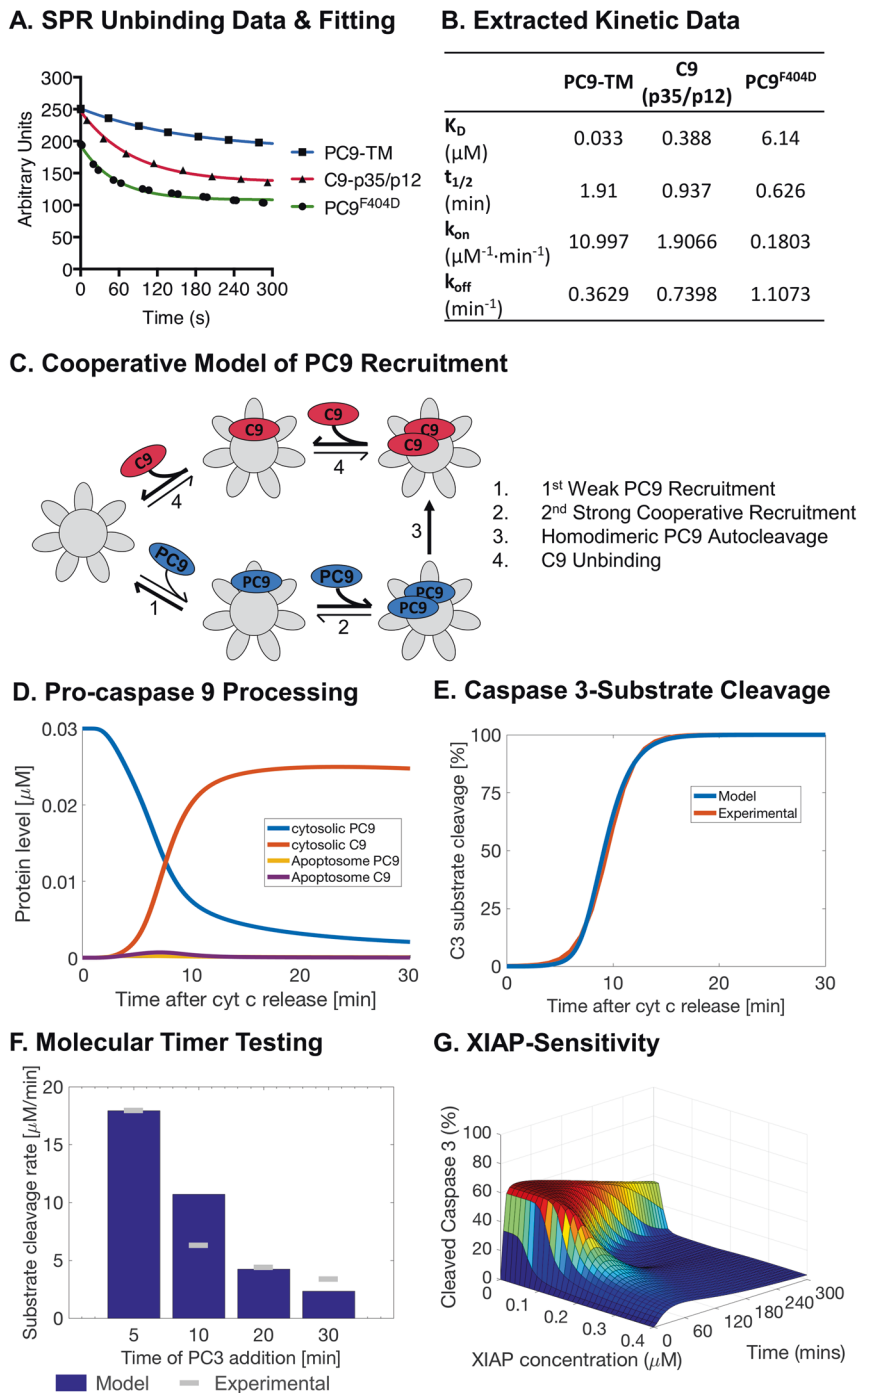 A. SPR Unbinding Data & Fitting
Arbitrary Units
300
250
200
150
100
50
0
0 60 120 180 240 300
Time (s)
PC9-TM
C9-p35/p12
PC9F404D
B. Extracted Kinetic Data
PC9-TM C9 (p35/p12) PC9F404D
KD (μM) 0.033 0.388 6.14
t1/2 (min) 1.91 0.937 0.626
kon (μM-1·min-1) 10.997 1.9066 0.1803
koff (min-1) 0.3629 0.7398 1.1073
C. Cooperative Model of PC9 Recruitment
C9
4
C9
C9
4
C9
C9
3
PC9
1
PC9
PC9
2
PC9
PC9
1. 1st Weak PC9 Recruitment
2. 2nd Strong Cooperative Recruitment
3. Homodimeric PC9 Autocleavage
4. C9 Unbinding
D. Pro-caspase 9 Processing
Protein level [μM]
0.03
0.02
0.01
0
0 10 20 30
Time after cyt c release [min]
cytosolic PC9
cytosolic C9
Apoptosome PC9
Apoptosome C9
E. Caspase 3-Substrate Cleavage
C3 substrate cleavage [%]
100
75
50
25
0
0 10 20 30
Time after cyt c release [min]
Model
Experimental
F. Molecular Timer Testing
Substrate cleavage rate [μM/min]
20
15
10
5
0
5 10 20 30
Time of PC3 addition [min]
Model Experimental
G. XIAP-Sensitivity
Cleaved Caspase 3 (%)
100
80
60
40
20
0
0 0.1 0.2 0.3 0.4
XIAP concentration (μM)
0 60 120 180 240 300
Time (mins)